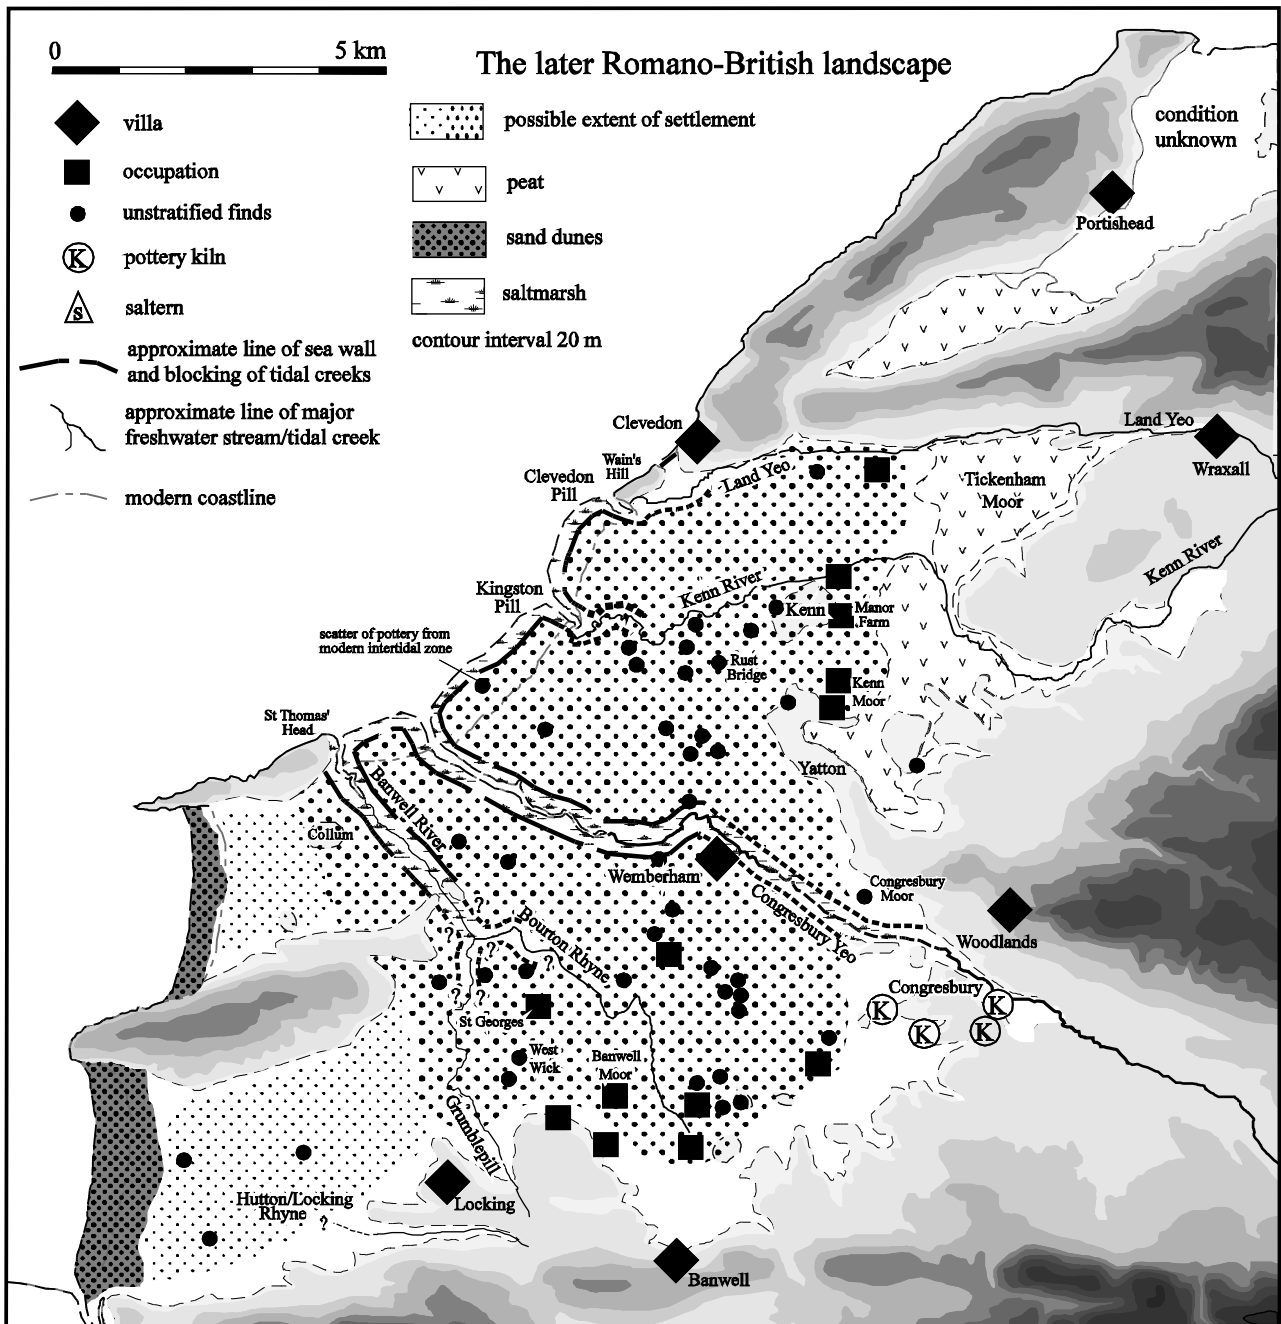 The later Romano-British landscape
0
5 km
villa
occupation
unstratified finds
K
pottery kiln
S
saltern
approximate line of sea wall
and blocking of tidal creeks
approximate line of major
freshwater stream/tidal creek
modern coastline
possible extent of settlement
peat
sand dunes
saltmarsh
contour interval 20 m
condition
unknown
Portishead
Clevedon
Land Yeo
Wraxall
Wain's
Hill
Clevedon
Pill
Land Yeo
Tickenham
Moor
Kenn River
Kingston
Pill
Kenn River
Kenn
Manor
Farm
scatter of pottery from
modern intertidal zone
Rust
Bridge
Kenn
Moor
St Thomas'
Head
Yatton
Banwell River
Collum
Wemberham
Congresbury
Moor
Congresbury Yeo
Woodlands
?
Bourton Rhyne
?
?
?
?
?
Congresbury
K
K
K
K
St Georges
West
Wick
Banwell
Moor
Grumblepill
Locking
Hutton/Locking
Rhyne
?
Banwell